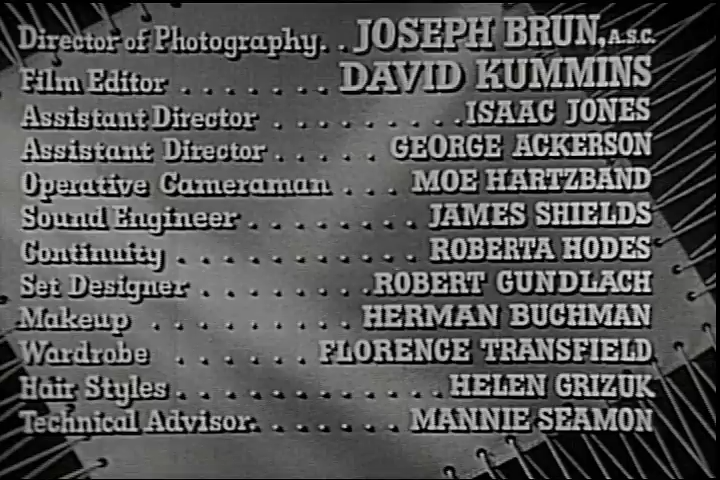 Director of Photography. . JOSEPH BRUN, A.S.C.
Film Editor . . . . . . . DAVID KUMMINS
Assistant Director . . . . . . . . . ISAAC JONES
Assistant Director . . . . . GEORGE ACKERSON
Operative Cameraman . . . . MOE HARTZBAND
Sound Engineer . . . . . . . . JAMES SHIELDS
Continuity . . . . . . . . . . . ROBERTA HODES
Set Designer . . . . . . . . ROBERT GUNDLACH
Makeup . . . . . . . . . HERMAN BUCHMAN
Wardrobe . . . . . . FLORENCE TRANSFIELD
Hair Styles . . . . . . . . . . . . HELEN GRIZUK
Technical Advisor. . . . . . . MANNIE SEAMON